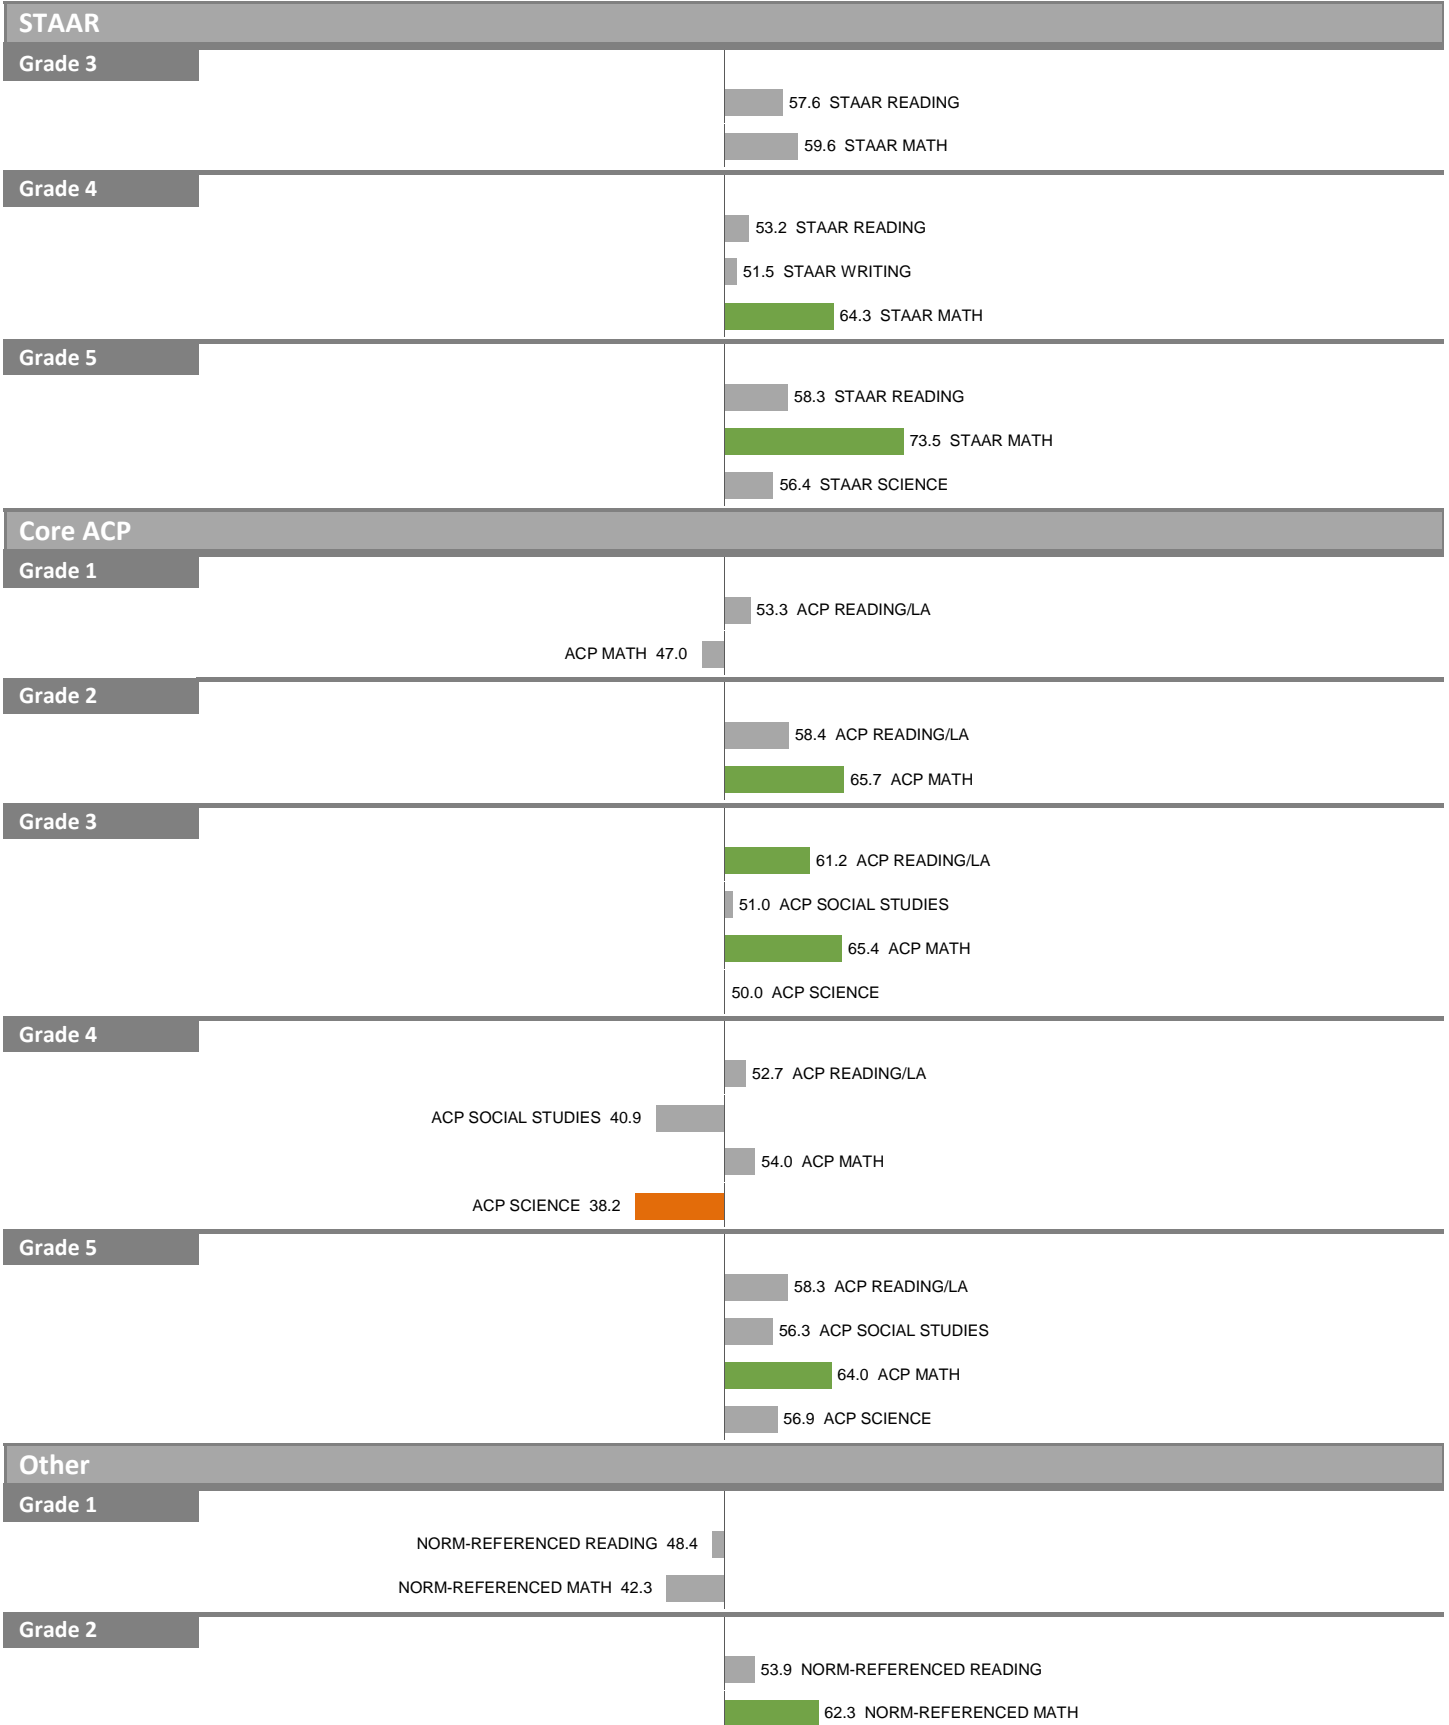 STAAR
Grade 3
57.6 STAAR READING
59.6 STAAR MATH
Grade 4
53.2 STAAR READING
51.5 STAAR WRITING
64.3 STAAR MATH
Grade 5
58.3 STAAR READING
73.5 STAAR MATH
56.4 STAAR SCIENCE
Core ACP
Grade 1
53.3 ACP READING/LA
ACP MATH 47.0
Grade 2
58.4 ACP READING/LA
65.7 ACP MATH
Grade 3
61.2 ACP READING/LA
51.0 ACP SOCIAL STUDIES
65.4 ACP MATH
50.0 ACP SCIENCE
Grade 4
52.7 ACP READING/LA
ACP SOCIAL STUDIES 40.9
54.0 ACP MATH
ACP SCIENCE 38.2
Grade 5
58.3 ACP READING/LA
56.3 ACP SOCIAL STUDIES
64.0 ACP MATH
56.9 ACP SCIENCE
Other
Grade 1
NORM-REFERENCED READING 48.4
NORM-REFERENCED MATH 42.3
Grade 2
53.9 NORM-REFERENCED READING
62.3 NORM-REFERENCED MATH